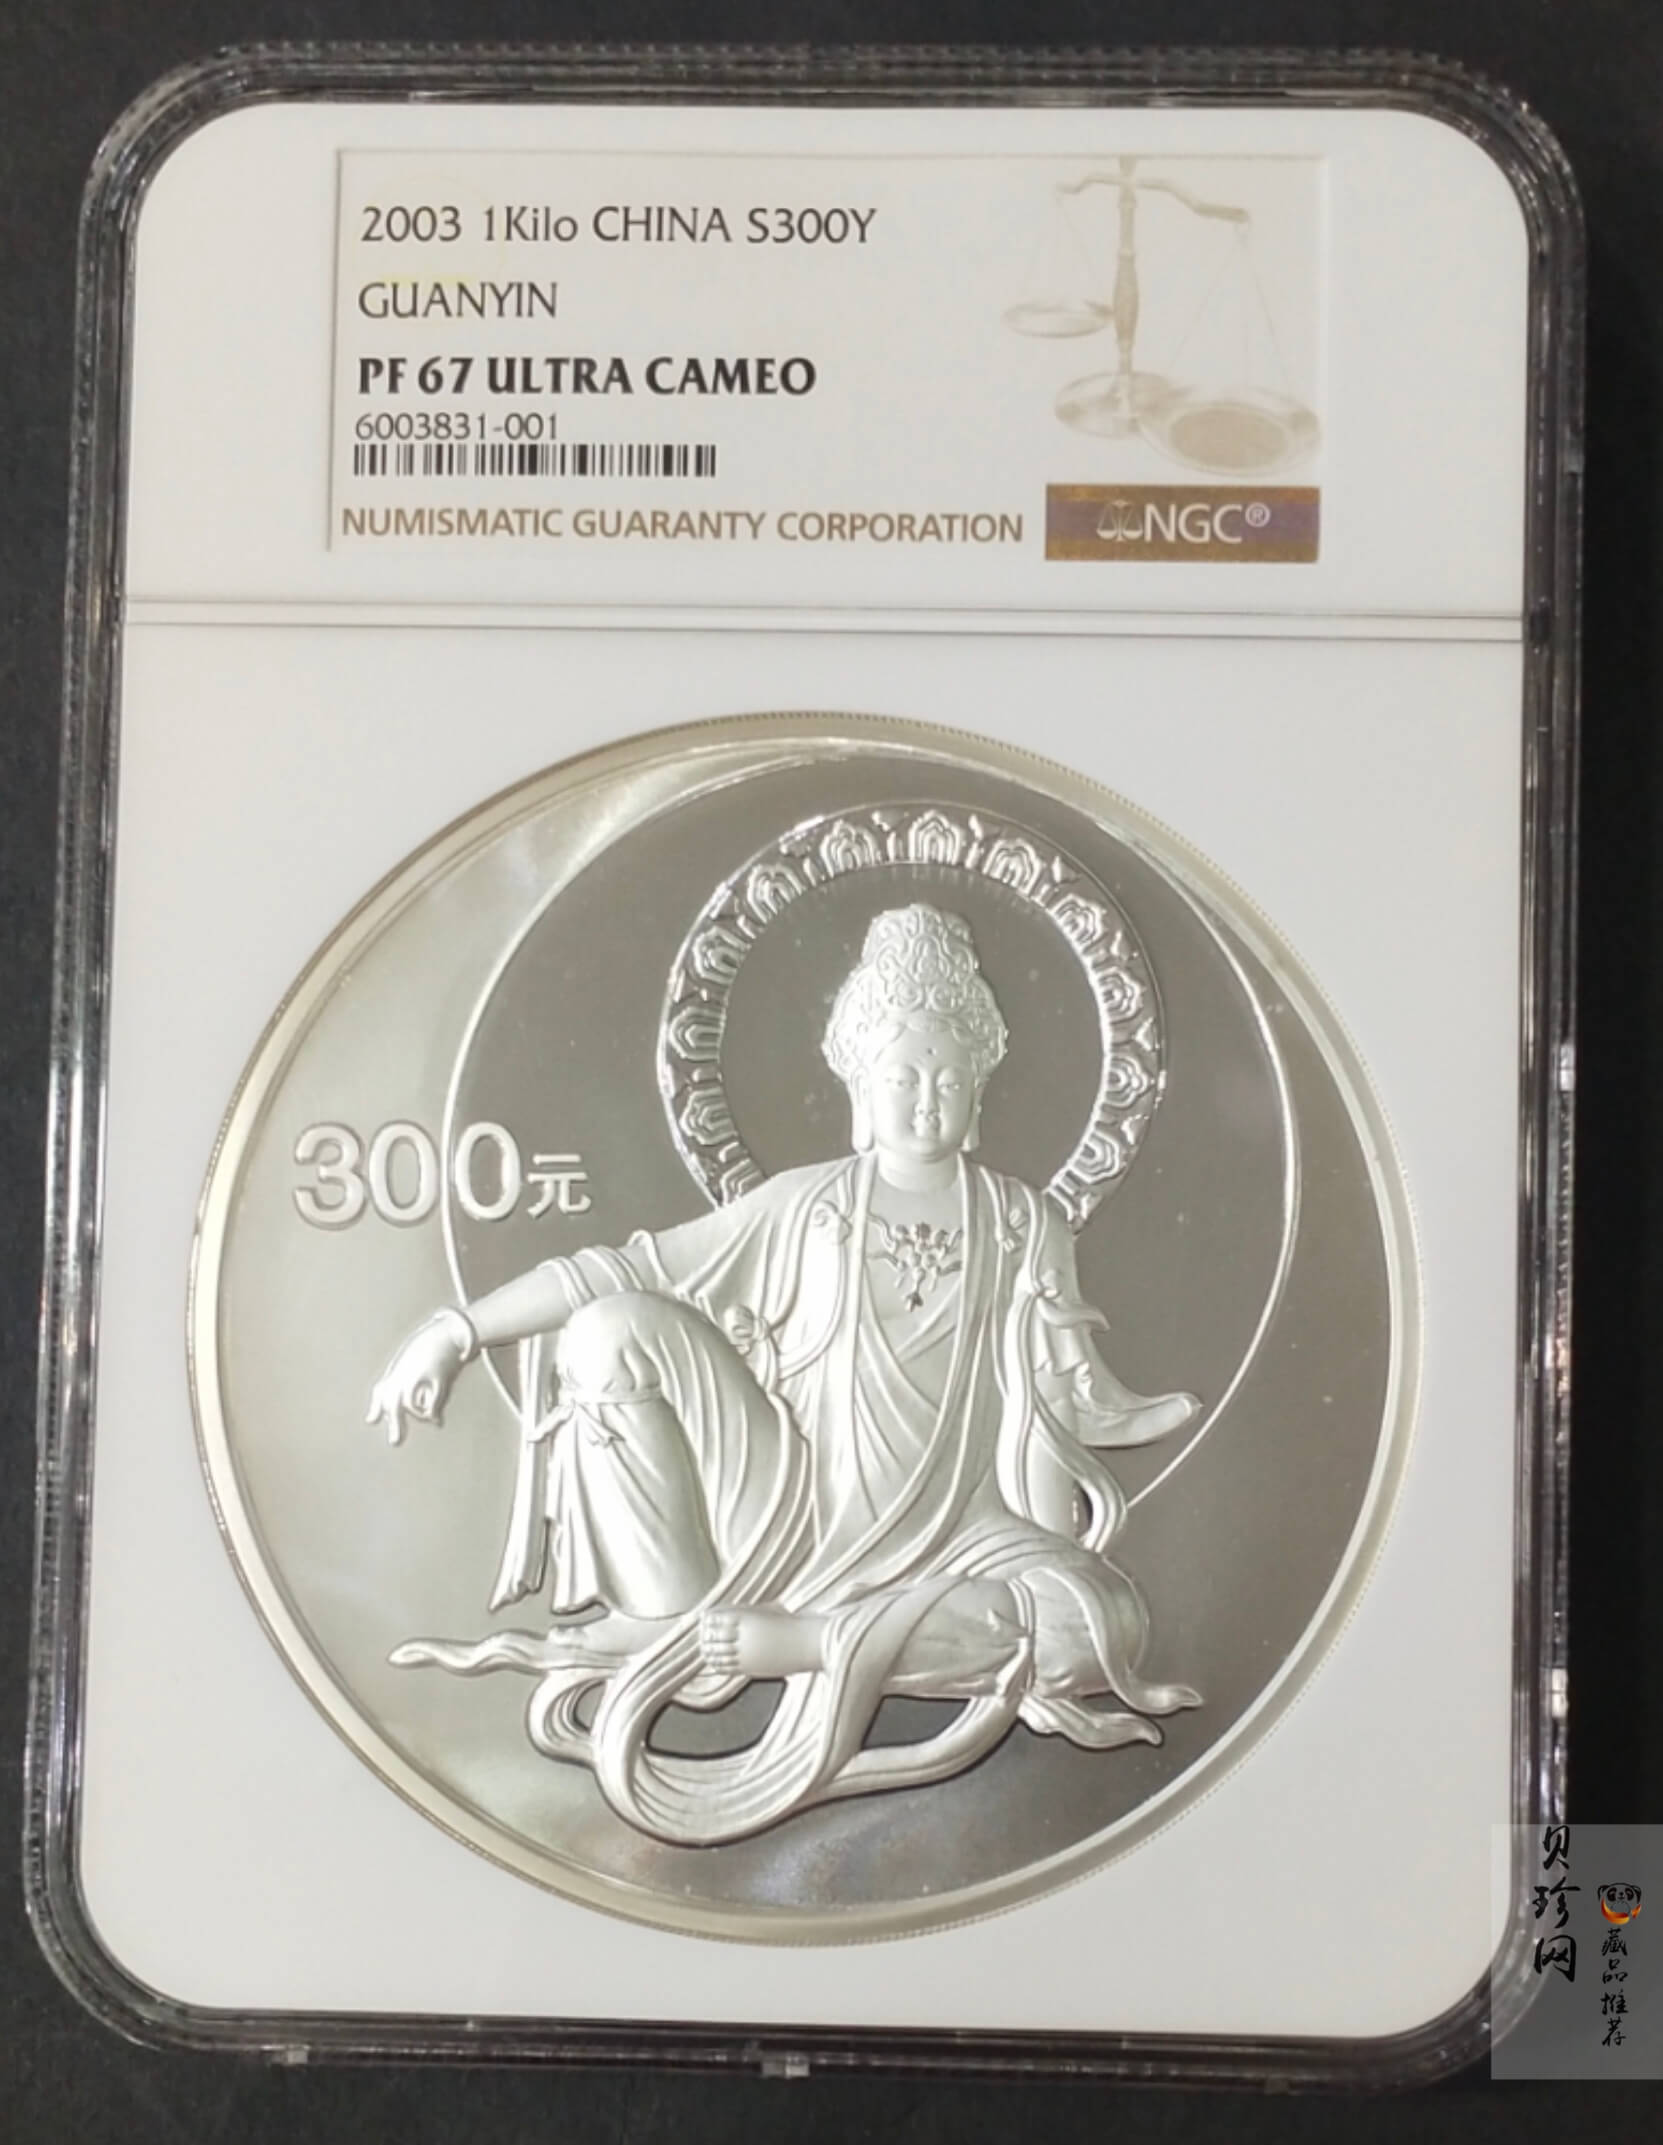 2003 1Kilo CHINA S300Y
GUANYIN
PF 67 ULTRA CAMEO
6003831-001
NUMISMATIC GUARANTY CORPORATION
NGC®
300元
贝珍网
藏品推荐